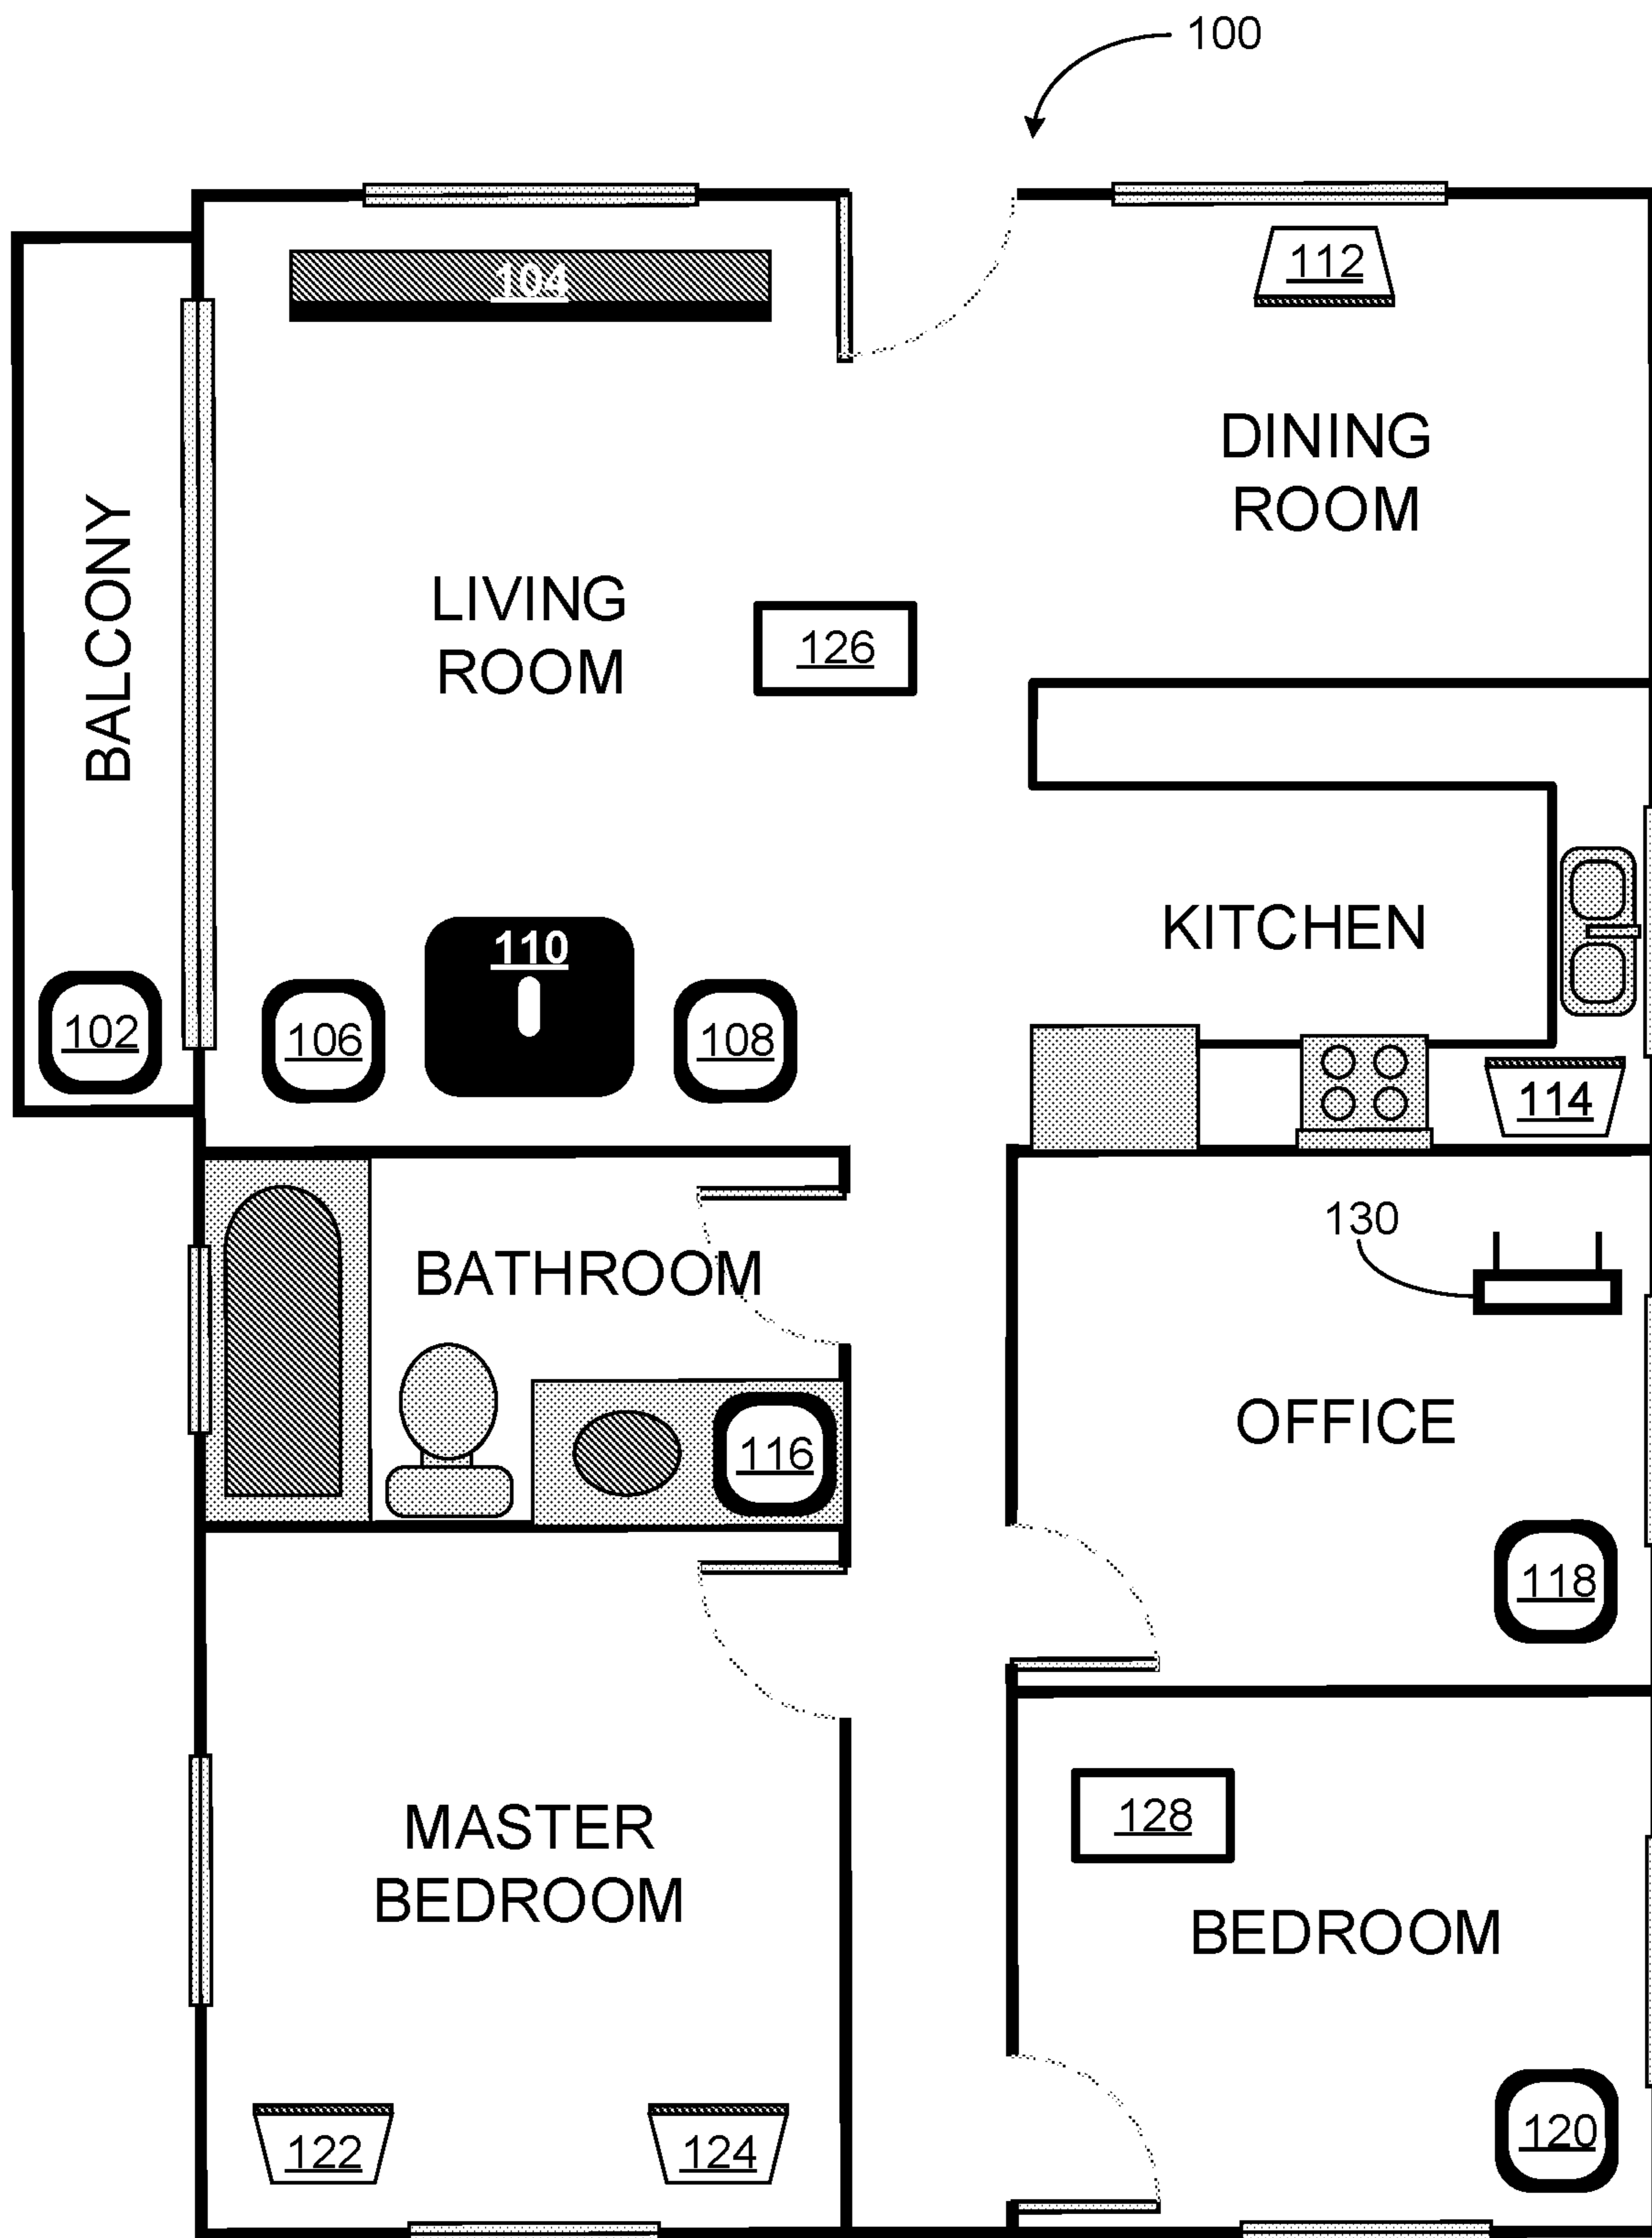 100
104
112
DINING
ROOM
BALCONY
LIVING
ROOM
126
KITCHEN
110
102
106
108
114
130
BATHROOM
OFFICE
116
118
MASTER
BEDROOM
128
BEDROOM
122
124
120